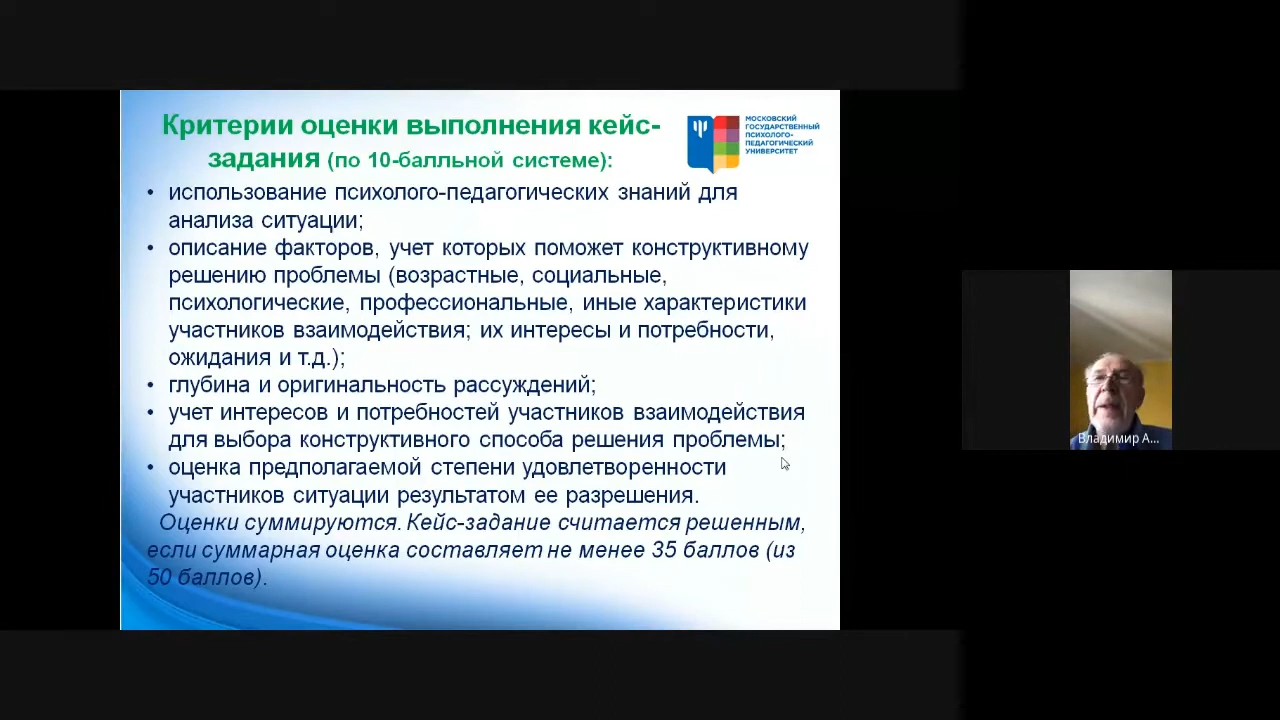 Критерии оценки выполнения кейс-
задания (по 10-балльной системе):
МОСКОВСКИЙ
ГОСУДАРСТВЕННЫЙ
ПСИХОЛОГО-
ПЕДАГОГИЧЕСКИЙ
УНИВЕРСИТЕТ
• использование психолого-педагогических знаний для
анализа ситуации;
• описание факторов, учет которых поможет конструктивному
решению проблемы (возрастные, социальные,
психологические, профессиональные, иные характеристики
участников взаимодействия; их интересы и потребности,
ожидания и т.д.);
• глубина и оригинальность рассуждений;
• учет интересов и потребностей участников взаимодействия
для выбора конструктивного способа решения проблемы;
• оценка предполагаемой степени удовлетворенности
участников ситуации результатом ее разрешения.
Оценки суммируются. Кейс-задание считается решенным,
если суммарная оценка составляет не менее 35 баллов (из
50 баллов).
Владимир А...